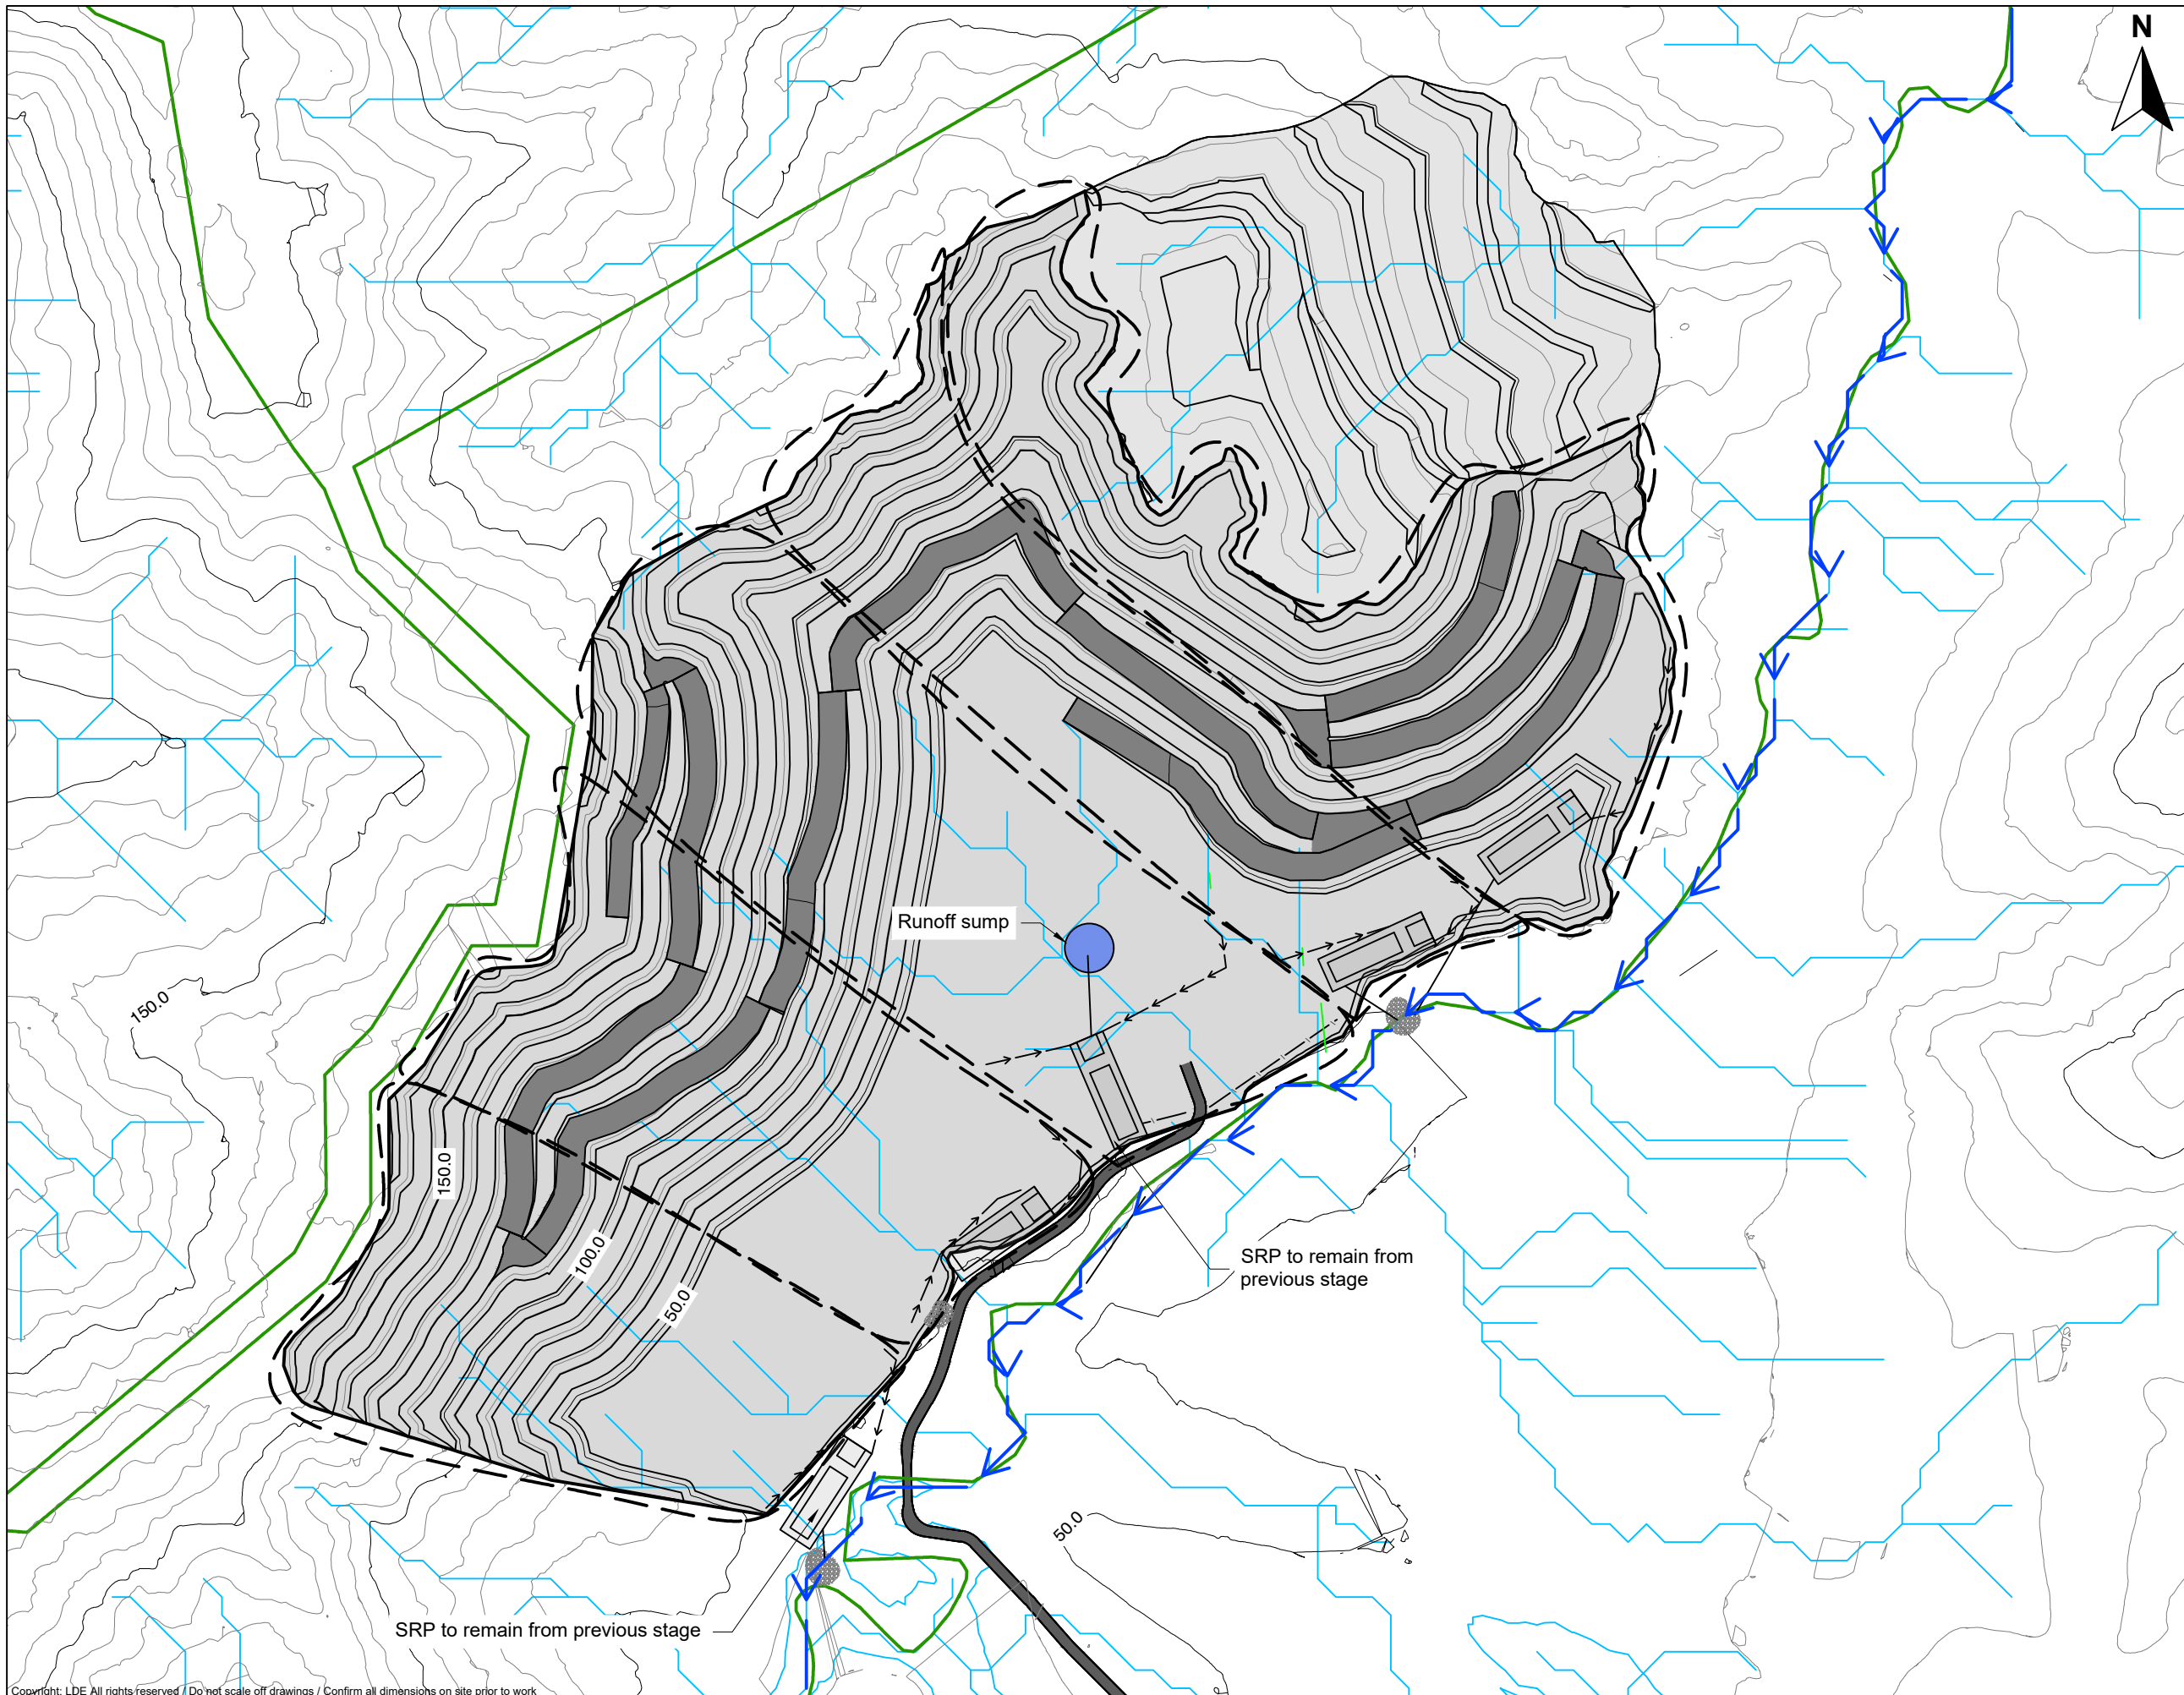 N
Runoff sump
150.0
150.0
100.0
50.0
SRP to remain from
previous stage
50.0
SRP to remain from previous stage
Copyright: LDE All rights reserved / Do not scale off drawings / Confirm all dimensions on site prior to work